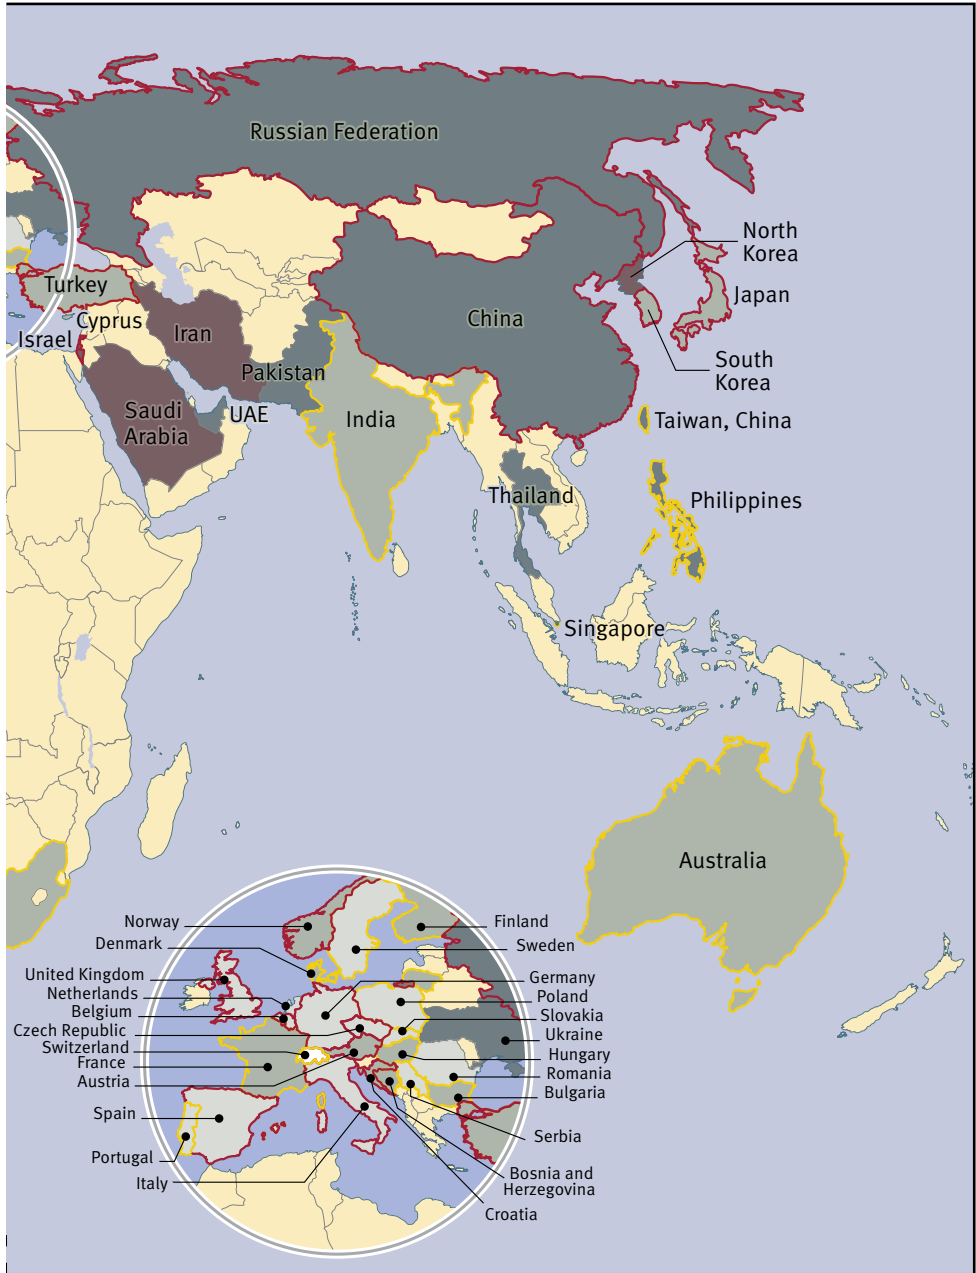 Russian Federation
North
Korea
Turkey
Japan
Cyprus
China
Israel
Iran
South
Korea
Pakistan
Saudi
Arabia
UAE
India
Taiwan, China
Thailand
Philippines
Singapore
Australia
Norway
Finland
Denmark
Sweden
United Kingdom
Germany
Netherlands
Poland
Belgium
Slovakia
Czech Republic
Ukraine
Switzerland
Hungary
France
Romania
Austria
Bulgaria
Spain
Serbia
Portugal
Bosnia and
Herzegovina
Italy
Croatia